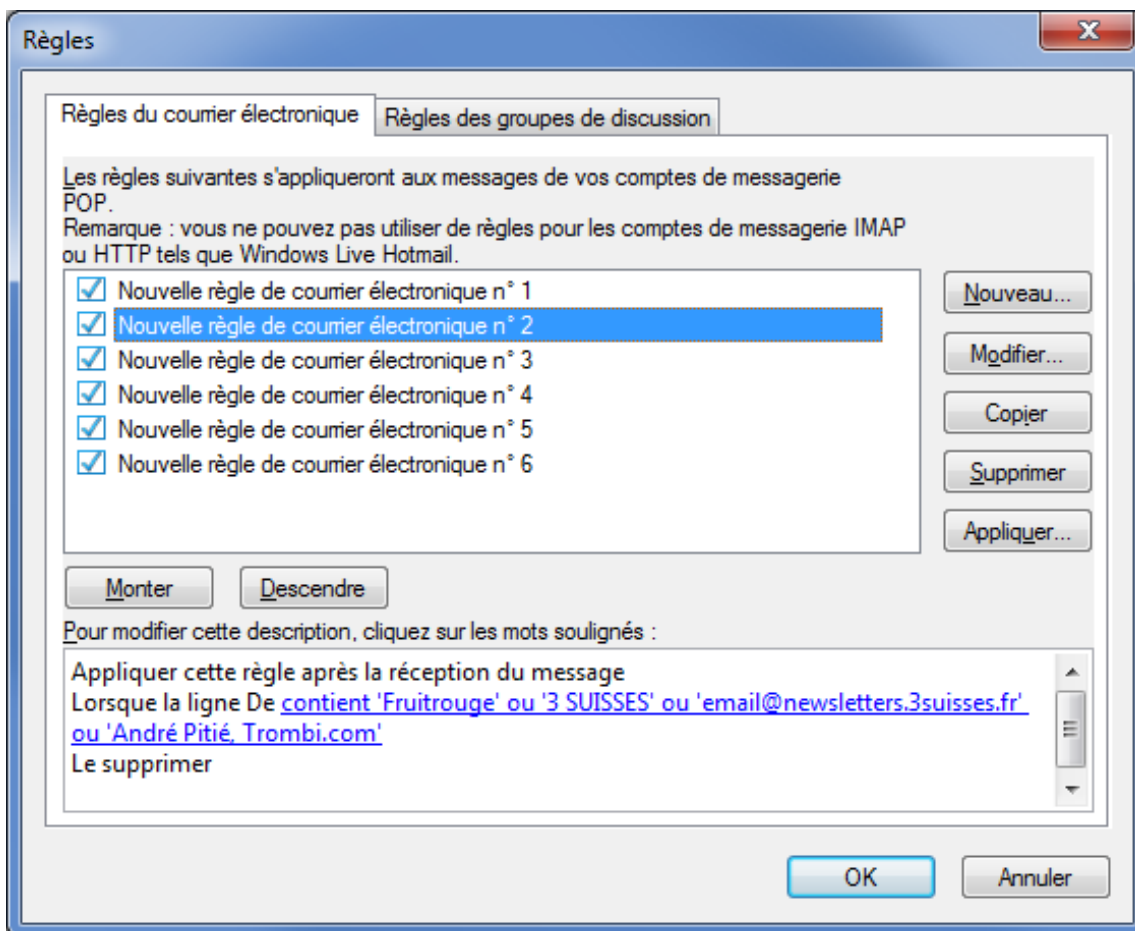 Règles
Règles du courrier électronique
Règles des groupes de discussion
Les règles suivantes s'appliqueront aux messages de vos comptes de messagerie
POP.
Remarque : vous ne pouvez pas utiliser de règles pour les comptes de messagerie IMAP
ou HTTP tels que Windows Live Hotmail.
Nouvelle règle de courrier électronique n° 1
Nouvelle règle de courrier électronique n° 2
Nouvelle règle de courrier électronique n° 3
Nouvelle règle de courrier électronique n° 4
Nouvelle règle de courrier électronique n° 5
Nouvelle règle de courrier électronique n° 6
Nouveau...
Modifier...
Copier
Supprimer
Appliquer...
Monter
Descendre
Pour modifier cette description, cliquez sur les mots soulignés :
Appliquer cette règle après la réception du message
Lorsque la ligne De contient 'Fruitrouge' ou '3 SUISSES' ou 'email@newsletters.3suisses.fr'
ou 'André Pitié, Trombi.com'
Le supprimer
OK
Annuler